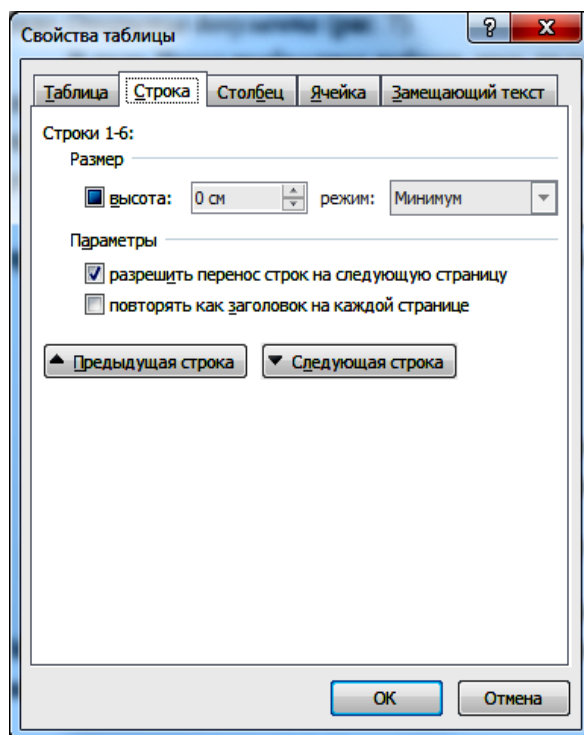 Свойства таблицы
Таблица Строка Столбец Ячейка Замещающий текст
Строки 1-6:
Размер
высота: 0 см режим: Минимум
Параметры
разрешить перенос строк на следующую страницу
повторять как заголовок на каждой странице
Предыдущая строка Следующая строка
ОК Отмена